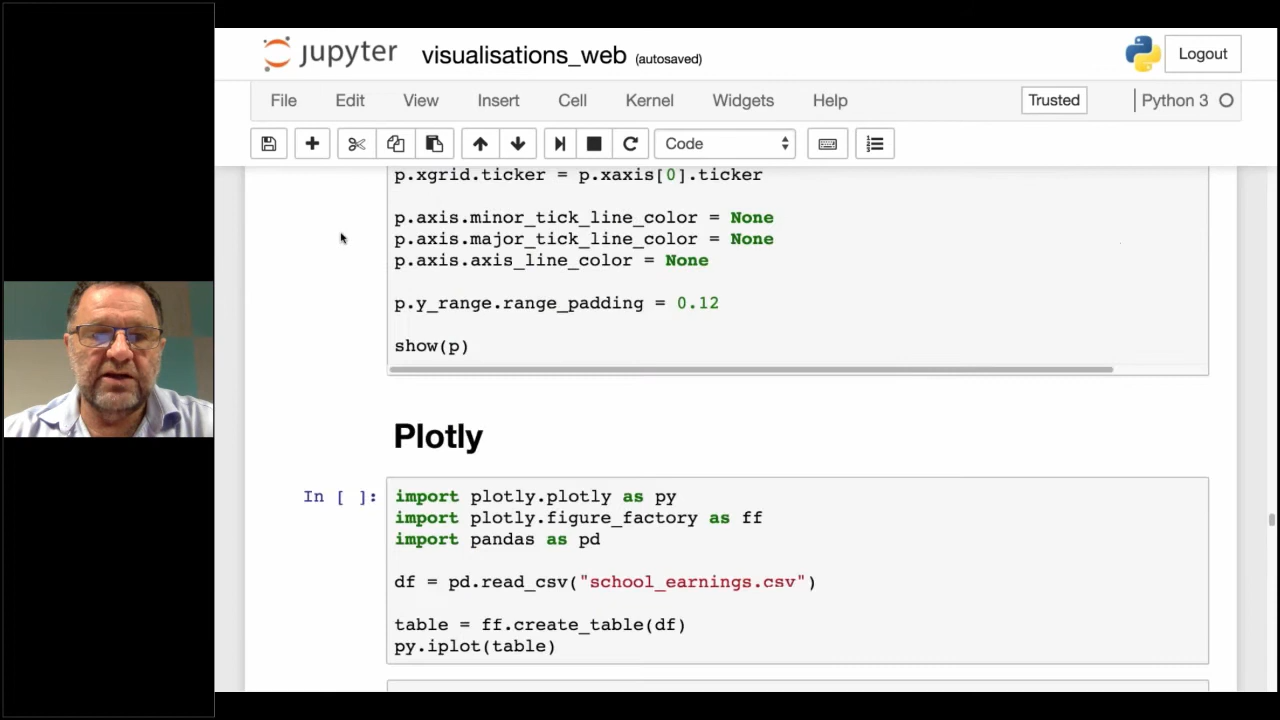 jupyter visualisations_web (autosaved) Logout
File Edit View Insert Cell Kernel Widgets Help Trusted Python 3
Code
p.xgrid.ticker = p.xaxis[0].ticker
p.axis.minor_tick_line_color = None
p.axis.major_tick_line_color = None
p.axis.axis_line_color = None
p.y_range.range_padding = 0.12
show(p)
Plotly
In [ ]: import plotly.plotly as py
import plotly.figure_factory as ff
import pandas as pd
df = pd.read_csv("school_earnings.csv")
table = ff.create_table(df)
py.iplot(table)